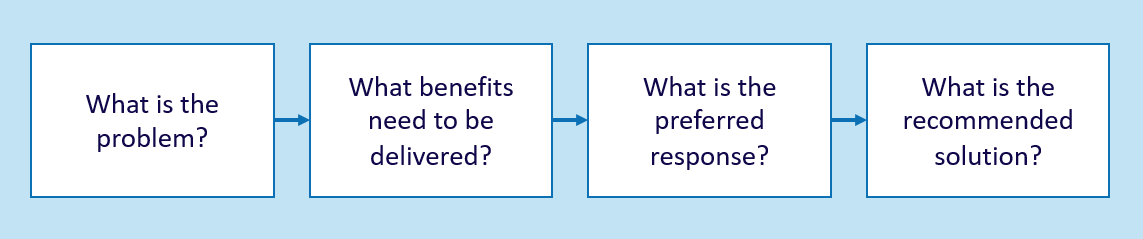 What is the
problem?
What benefits
need to be
delivered?
What is the
preferred
response?
What is the
recommended
solution?